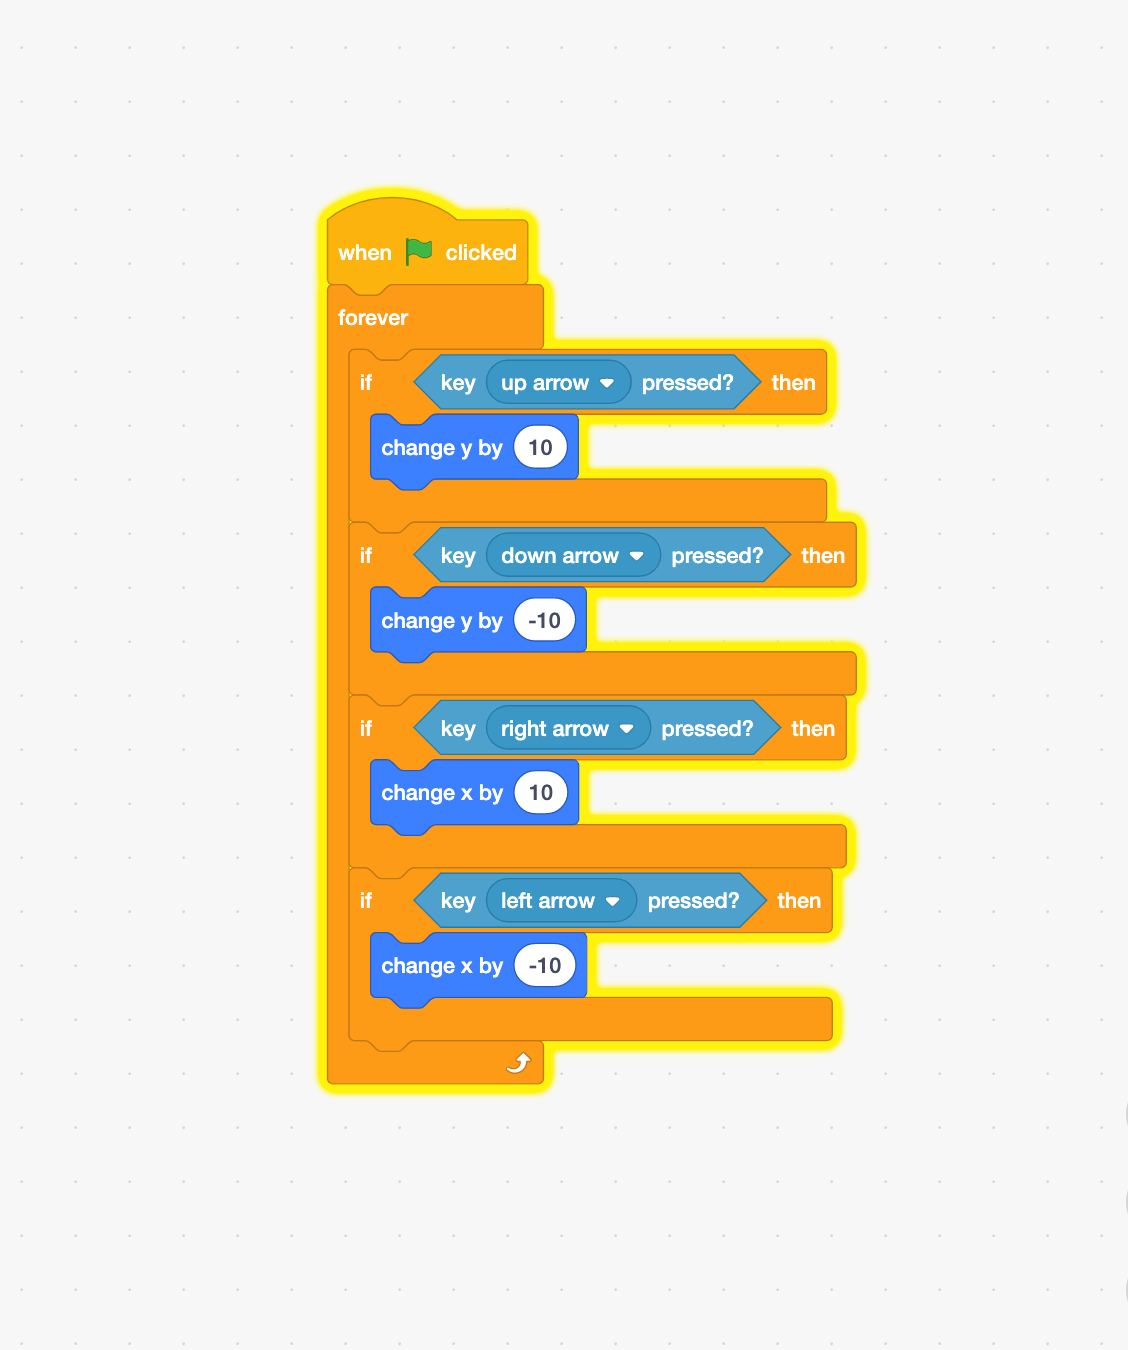 when clicked
forever
if key up arrow pressed? then
change y by 10
if key down arrow pressed? then
change y by -10
if key right arrow pressed? then
change x by 10
if key left arrow pressed? then
change x by -10